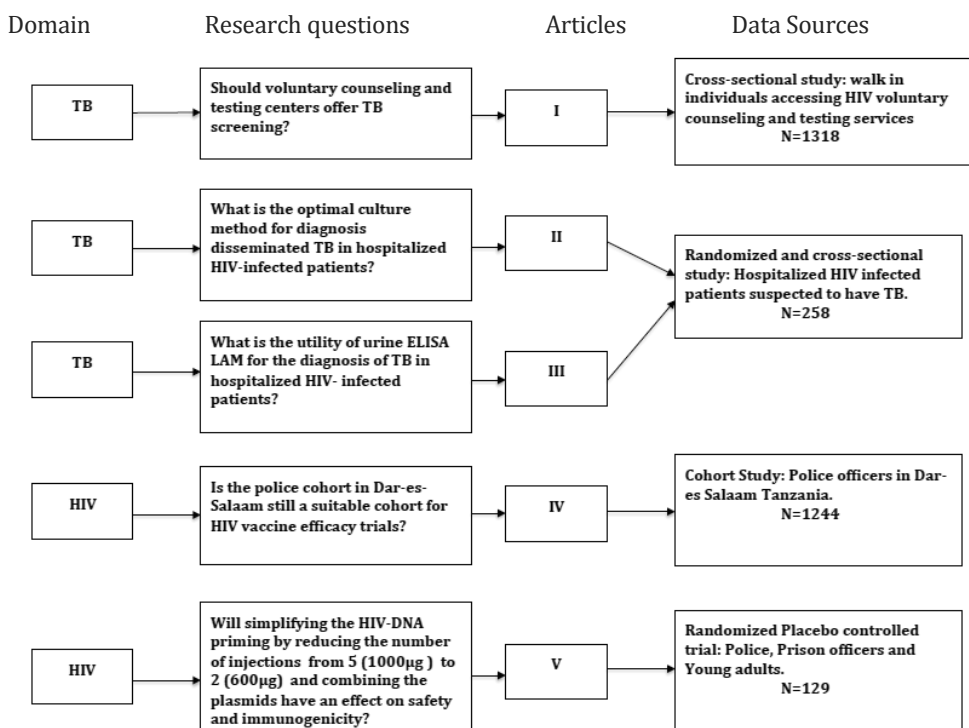 Domain Research questions Articles Data Sources
TB
Should voluntary counseling and
testing centers offer TB
screening?
I
Cross-sectional study: walk in
individuals accessing HIV voluntary
counseling and testing services
N=1318
TB
What is the optimal culture
method for diagnosis
disseminated TB in hospitalized
HIV-infected patients?
II
Randomized and cross-sectional
study: Hospitalized HIV infected
patients suspected to have TB.
N=258
TB
What is the utility of urine ELISA
LAM for the diagnosis of TB in
hospitalized HIV- infected
patients?
III
HIV
Is the police cohort in Dar-es-
Salaam still a suitable cohort for
HIV vaccine efficacy trials?
IV
Cohort Study: Police officers in Dar-
es Salaam Tanzania.
N=1244
HIV
Will simplifying the HIV-DNA
priming by reducing the number
of injections from 5 (1000µg ) to
2 (600µg) and combining the
plasmids have an effect on safety
and immunogenicity?
V
Randomized Placebo controlled
trial: Police, Prison officers and
Young adults.
N=129